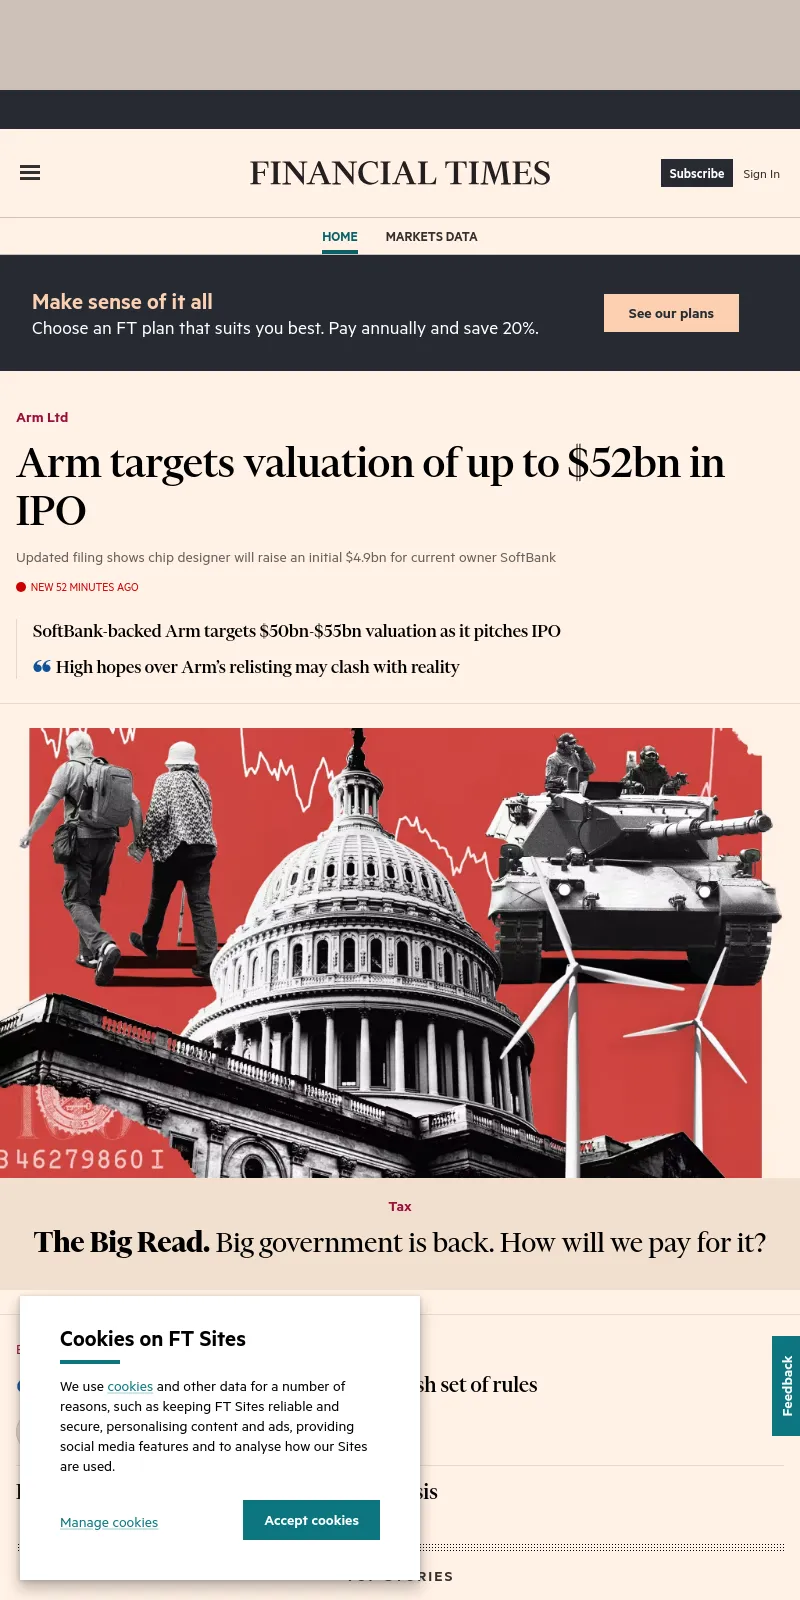 FINANCIAL TIMES
Subscribe
Sign In
HOME
MARKETS DATA
Make sense of it all
Choose an FT plan that suits you best. Pay annually and save 20%.
See our plans
Arm Ltd
Arm targets valuation of up to $52bn in
IPO
Updated filing shows chip designer will raise an initial $4.9bn for current owner SoftBank
NEW 52 MINUTES AGO
SoftBank-backed Arm targets $50bn-$55bn valuation as it pitches IPO
High hopes over Arm's relisting may clash with reality
46279860 I
Tax
The Big Read. Big government is back. How will we pay for it?
Cookies on FT Sites
We use cookies and other data for a number of
reasons, such as keeping FT Sites reliable and
secure, personalising content and ads, providing
social media features and to analyse how our Sites
are used.
Manage cookies
Accept cookies
set of rules
Feedback